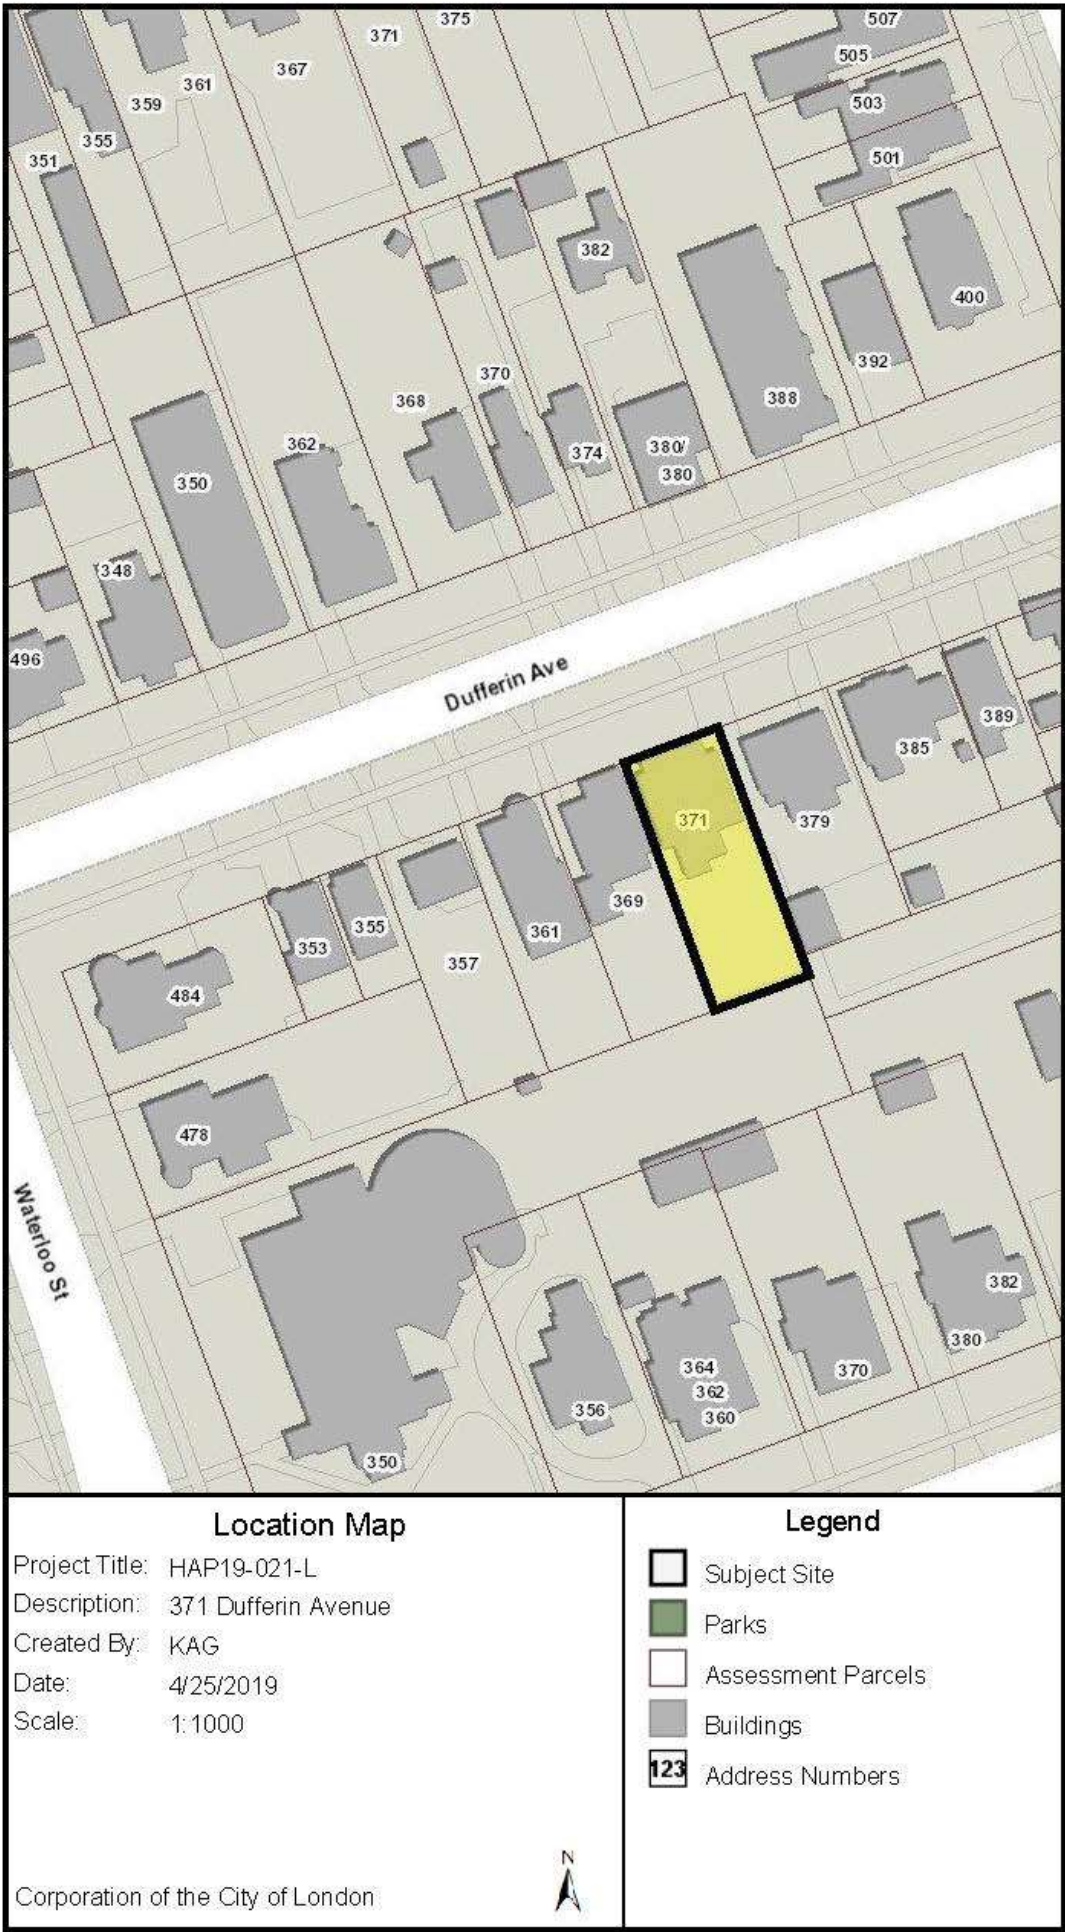 375
507
371
505
367
361
503
359
355
501
351
382
400
392
370
388
368
362
380/
374
380
350
348
496
Dufferin Ave
389
385
371
379
369
355
361
353
357
484
478
Waterloo St
382
380
364
370
362
356
360
350
Location Map
Project Title: HAP19-021-L
Description: 371 Dufferin Avenue
Created By: KAG
Date: 4/25/2019
Scale: 1:1000
Corporation of the City of London
N
Legend
Subject Site
Parks
Assessment Parcels
Buildings
123 Address Numbers